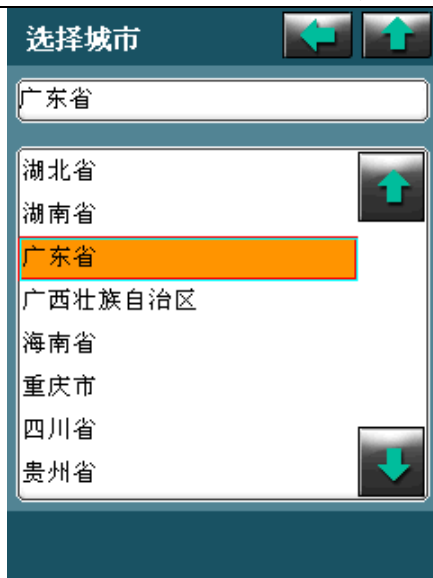 选择城市
广东省
湖北省
湖南省
广东省
广西壮族自治区
海南省
重庆市
四川省
贵州省